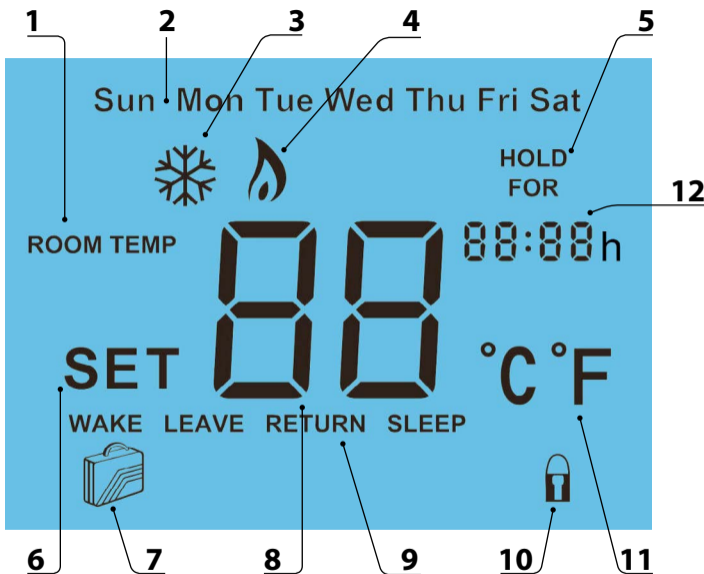 1 2 3 4 5
Sun Mon Tue Wed Thu Fri Sat
HOLD
FOR
12
ROOM TEMP
88:88h
88
SET
°C °F
WAKE LEAVE RETURN SLEEP
6 7 8 9 10 11